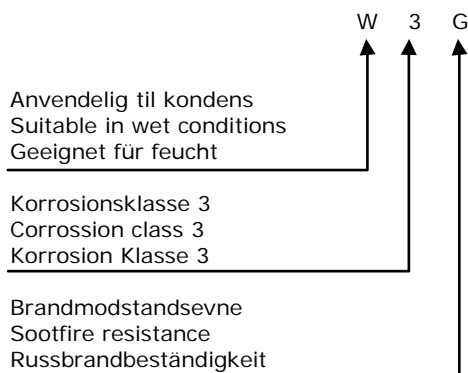 W 3 G
Anvendelig til kondens
Suitable in wet conditions
Geeignet für feucht
Korrosionsklasse 3
Corrossion class 3
Korrosion Klasse 3
Brandmodstandsevne
Sootfire resistance
Russbrandbeständigkeit